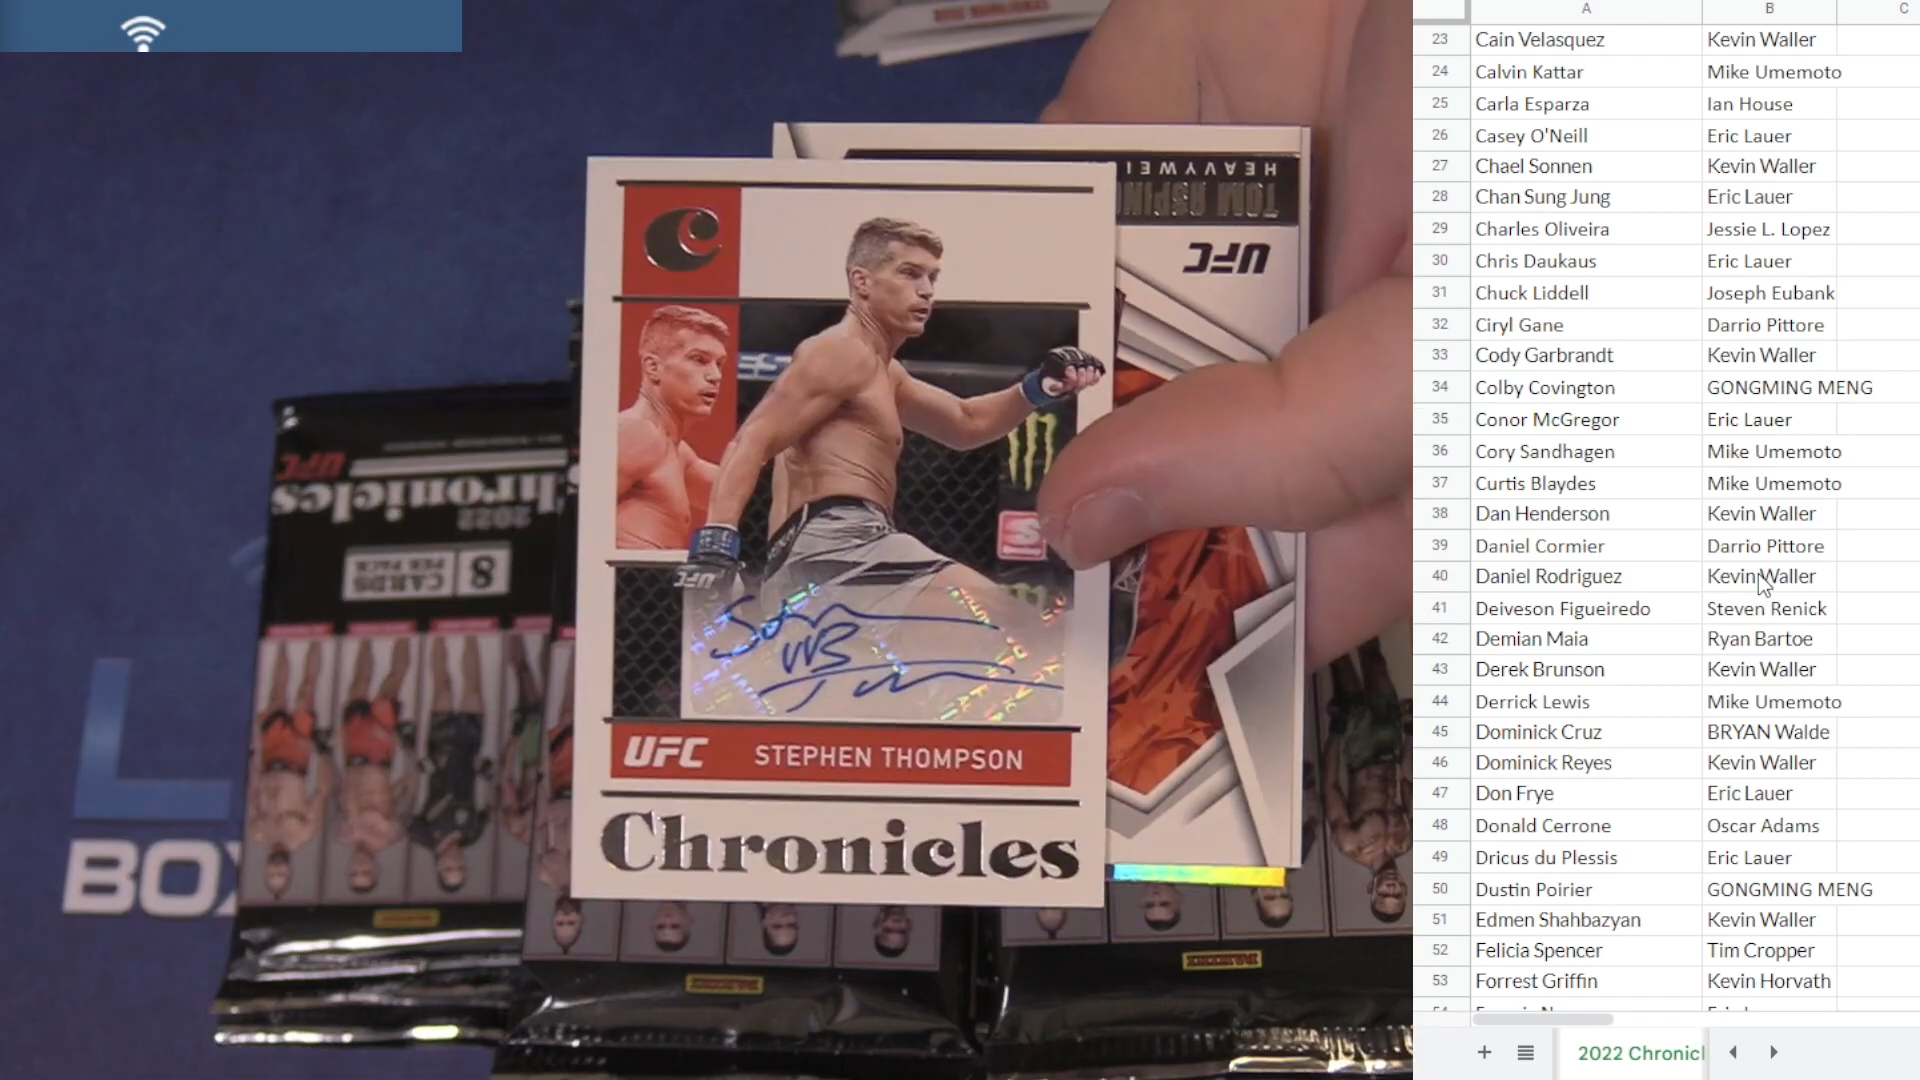 UFC
STEPHEN THOMPSON
Chronicles
HEAVYWEI
TOM ASPIN
UFC
UFC
UFC
Chronicles
2022
8 CARDS PER PACK
PANINI
PANINI
PANINI
BOX
A B C
23 Cain Velasquez Kevin Waller
24 Calvin Kattar Mike Umemoto
25 Carla Esparza Ian House
26 Casey O'Neill Eric Lauer
27 Chael Sonnen Kevin Waller
28 Chan Sung Jung Eric Lauer
29 Charles Oliveira Jessie L. Lopez
30 Chris Daukaus Eric Lauer
31 Chuck Liddell Joseph Eubank
32 Ciryl Gane Darrio Pittore
33 Cody Garbrandt Kevin Waller
34 Colby Covington GONGMING MENG
35 Conor McGregor Eric Lauer
36 Cory Sandhagen Mike Umemoto
37 Curtis Blaydes Mike Umemoto
38 Dan Henderson Kevin Waller
39 Daniel Cormier Darrio Pittore
40 Daniel Rodriguez Kevin Waller
41 Deiveson Figueiredo Steven Renick
42 Demian Maia Ryan Bartoe
43 Derek Brunson Kevin Waller
44 Derrick Lewis Mike Umemoto
45 Dominick Cruz BRYAN Walde
46 Dominick Reyes Kevin Waller
47 Don Frye Eric Lauer
48 Donald Cerrone Oscar Adams
49 Dricus du Plessis Eric Lauer
50 Dustin Poirier GONGMING MENG
51 Edmen Shahbazyan Kevin Waller
52 Felicia Spencer Tim Cropper
53 Forrest Griffin Kevin Horvath
2022 Chronicl